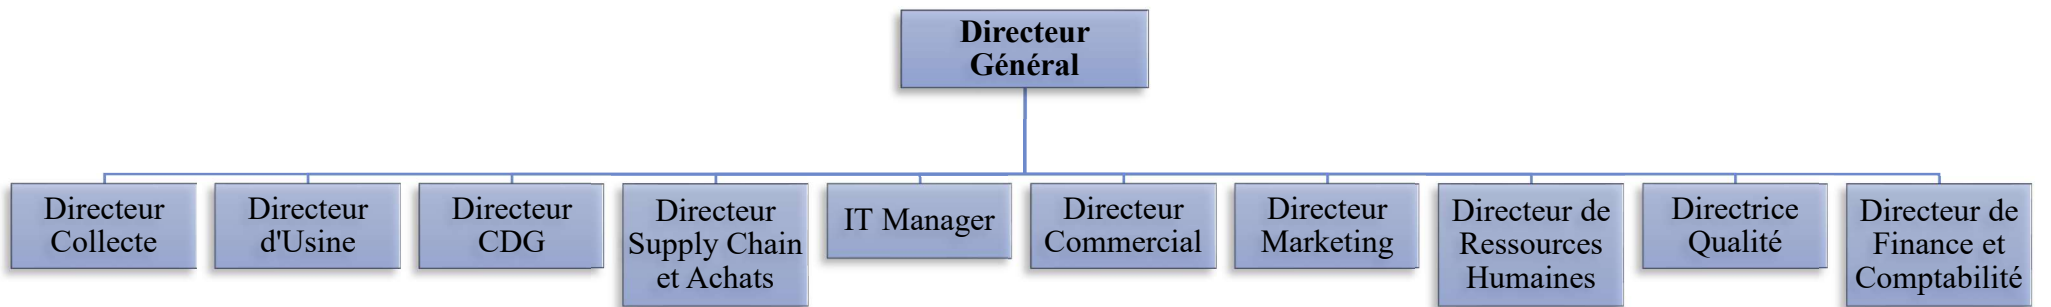 Directeur
Général
Directeur
Collecte
Directeur
d'Usine
Directeur
CDG
Directeur
Supply Chain
et Achats
IT Manager
Directeur
Commercial
Directeur
Marketing
Directeur de
Ressources
Humaines
Directrice
Qualité
Directeur de
Finance et
Comptabilité